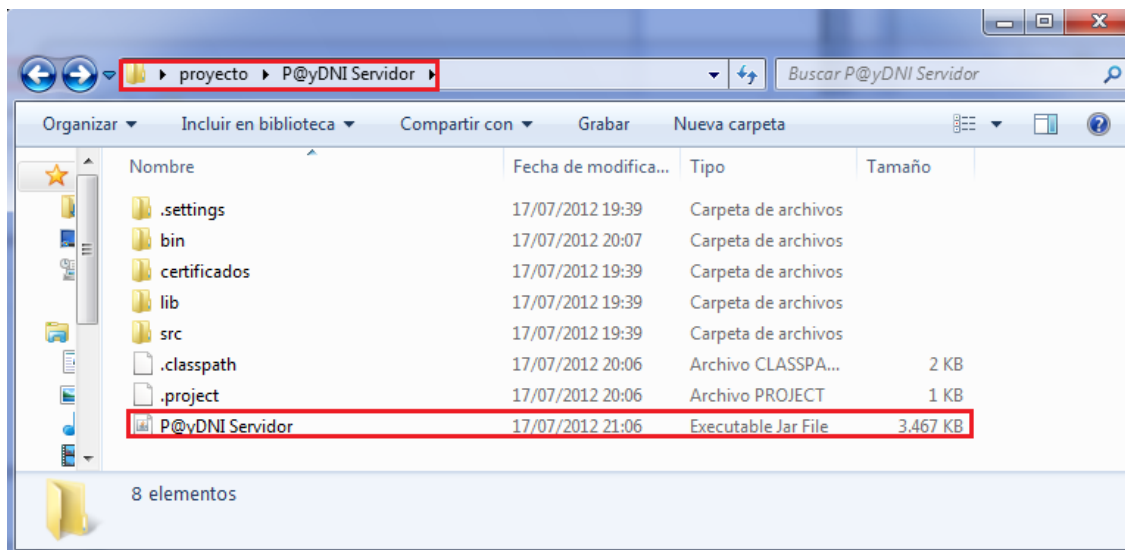 proyecto P@yDNI Servidor Buscar P@yDNI Servidor
Organizar Incluir en biblioteca Compartir con Grabar Nueva carpeta
Nombre Fecha de modifica... Tipo Tamaño
.settings 17/07/2012 19:39 Carpeta de archivos
bin 17/07/2012 20:07 Carpeta de archivos
certificados 17/07/2012 19:39 Carpeta de archivos
lib 17/07/2012 19:39 Carpeta de archivos
src 17/07/2012 19:39 Carpeta de archivos
.classpath 17/07/2012 20:06 Archivo CLASSPA... 2 KB
.project 17/07/2012 20:06 Archivo PROJECT 1 KB
P@yDNI Servidor 17/07/2012 21:06 Executable Jar File 3.467 KB
8 elementos